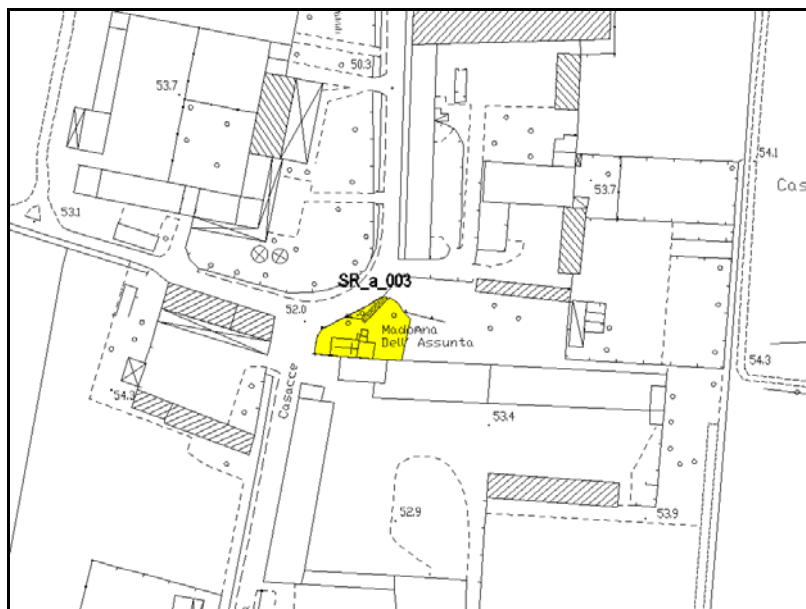 50.3
53.7
54.1
53.7
Cas
53.1
SR_a_003
52.0
Madonna
Dell' Assunta
54.3
Casacce
54.3
53.4
52.9
53.9